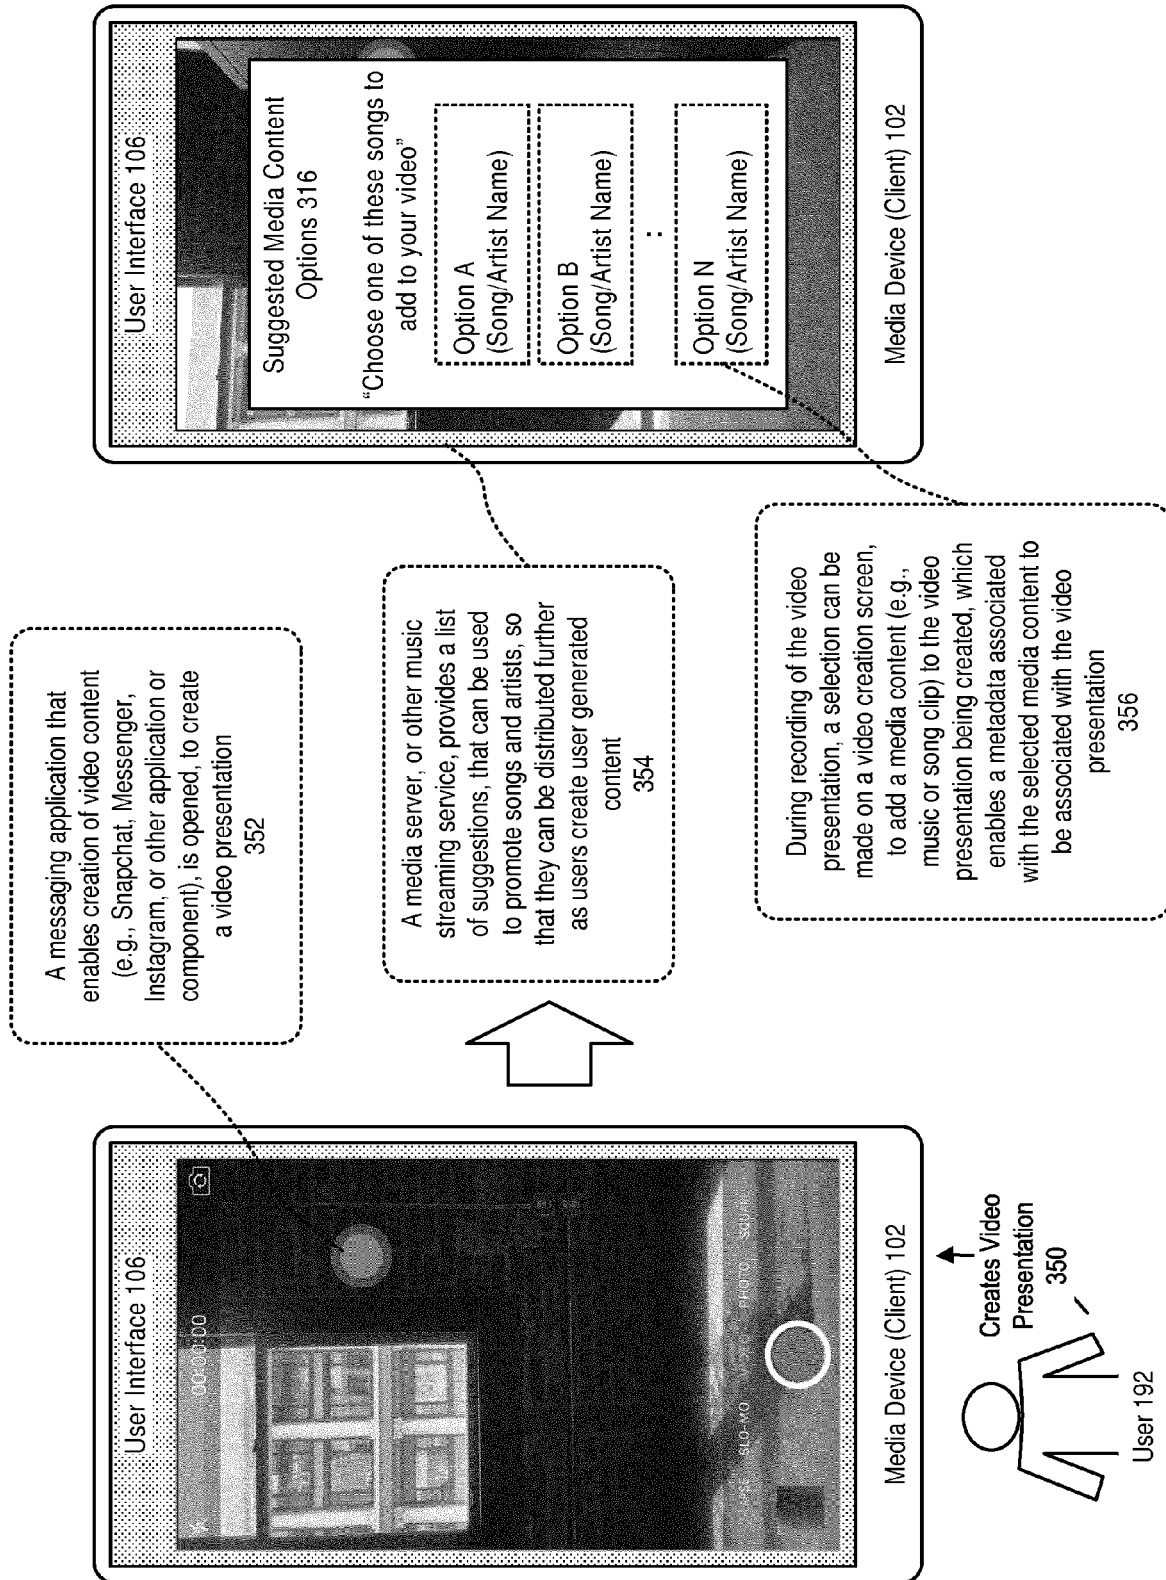 User Interface 106
00:00:00
SLO-MO
PHOTO
Media Device (Client) 102
Creates Video
Presentation
350
User 192
A messaging application that
enables creation of video content
(e.g., Snapchat, Messenger,
Instagram, or other application or
component), is opened, to create
a video presentation
352
A media server, or other music
streaming service, provides a list
of suggestions, that can be used
to promote songs and artists, so
that they can be distributed further
as users create user generated
content
354
During recording of the video
presentation, a selection can be
made on a video creation screen,
to add a media content (e.g.,
music or song clip) to the video
presentation being created, which
enables a metadata associated
with the selected media content to
be associated with the video
presentation
356
User Interface 106
Suggested Media Content
Options 316
“Choose one of these songs to
add to your video”
Option A
(Song/Artist Name)
Option B
(Song/Artist Name)
Option N
(Song/Artist Name)
Media Device (Client) 102